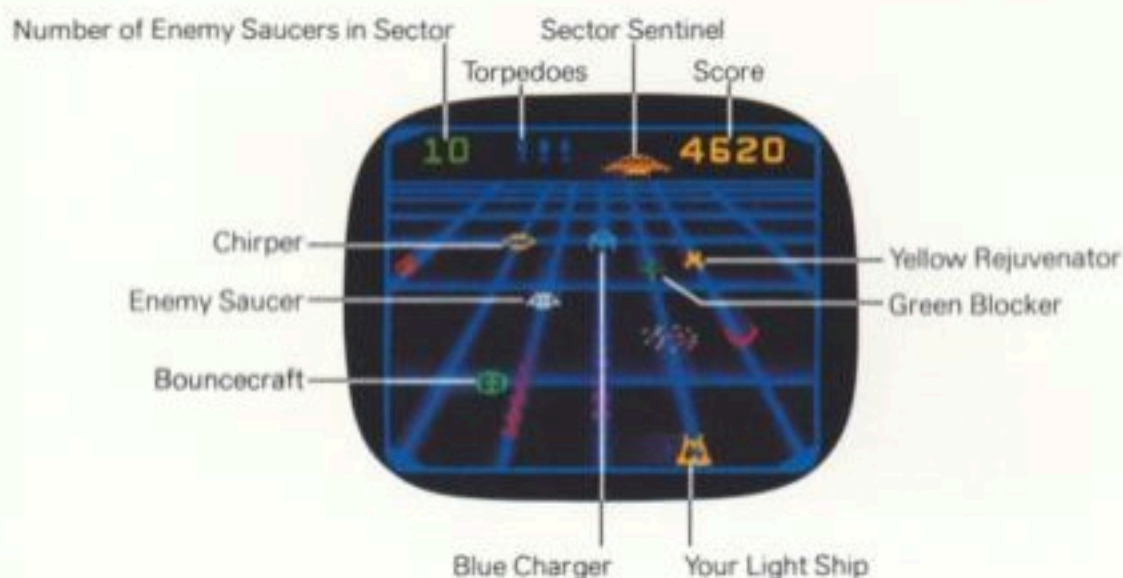 Number of Enemy Saucers in Sector Sector Sentinel
Torpedoes Score
10 4620
Chirper
Yellow Rejuvenator
Enemy Saucer
Green Blocker
Bouncecraft
Blue Charger Your Light Ship